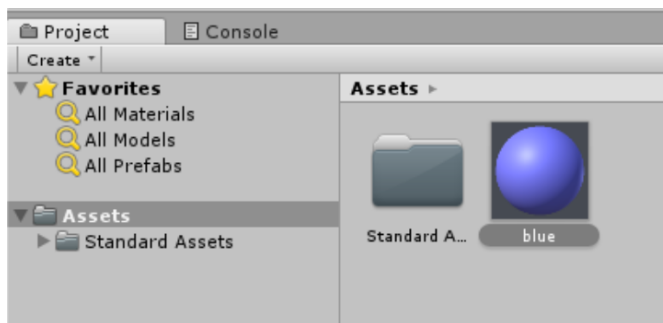 Project
Console
Create
Favorites
All Materials
All Models
All Prefabs
Assets
Standard Assets
Assets
Standard A...
blue